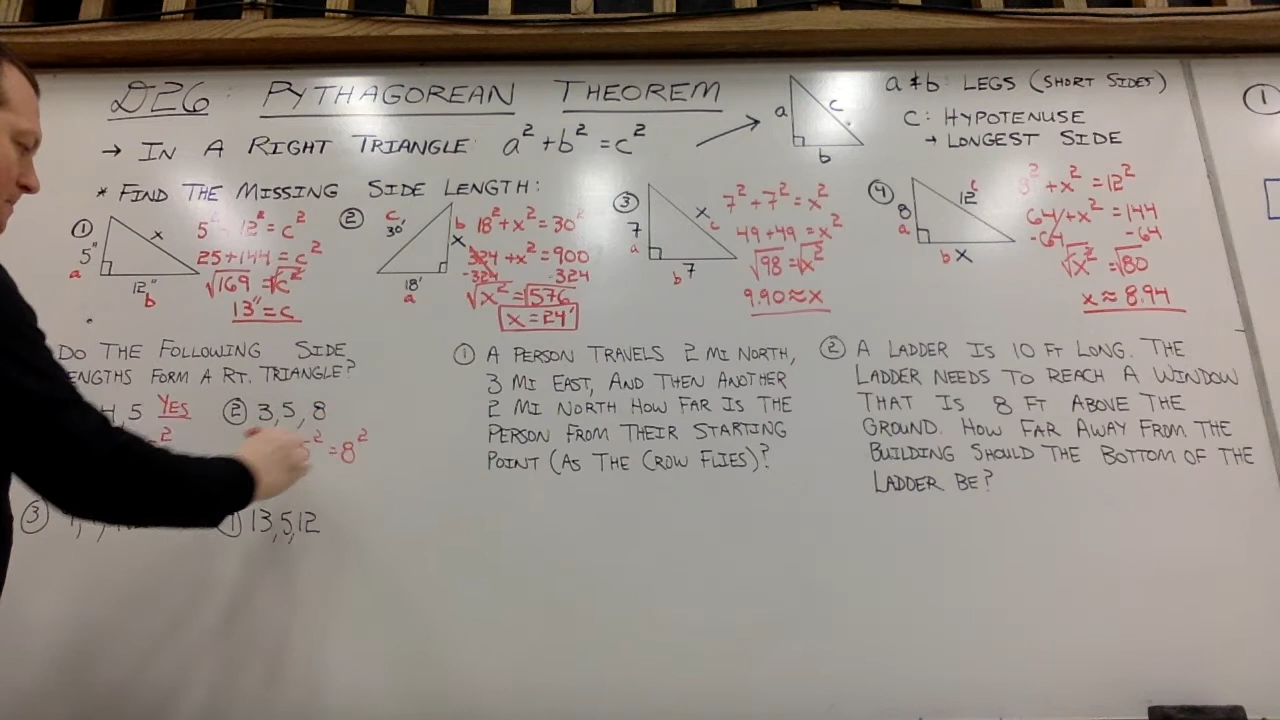 D26: PYTHAGOREAN THEOREM
→ IN A RIGHT TRIANGLE: a² + b² = c²
a
c
b
a & b: LEGS (SHORT SIDES)
C: HYPOTENUSE
→ LONGEST SIDE
* FIND THE MISSING SIDE LENGTH:
①
5"
a
x
12"
b
5² 12² = c²
25 + 144 = c²
√169 = √c²
13" = c
②
c
30'
b
x
18'
a
18² + x² = 30²
324 + x² = 900
-324 -324
√x² = √576
x = 24'
③
7
a
x
c
b 7
7² + 7² = x²
49 + 49 = x²
√98 = √x²
9.90 ≈ x
④
8
a
12
c
b x
8² + x² = 12²
64 + x² = 144
-64 -64
√x² = √80
x ≈ 8.94
DO THE FOLLOWING SIDE
ENGTHS FORM A RT. TRIANGLE?
4, 5 YES
② 3, 5, 8
² = 8²
③
13, 5, 12
① A PERSON TRAVELS 2 MI NORTH,
3 MI EAST, AND THEN ANOTHER
2 MI NORTH HOW FAR IS THE
PERSON FROM THEIR STARTING
POINT (AS THE CROW FLIES)?
② A LADDER IS 10 FT LONG. THE
LADDER NEEDS TO REACH A WINDOW
THAT IS 8 FT ABOVE THE
GROUND. HOW FAR AWAY FROM THE
BUILDING SHOULD THE BOTTOM OF THE
LADDER BE?
①